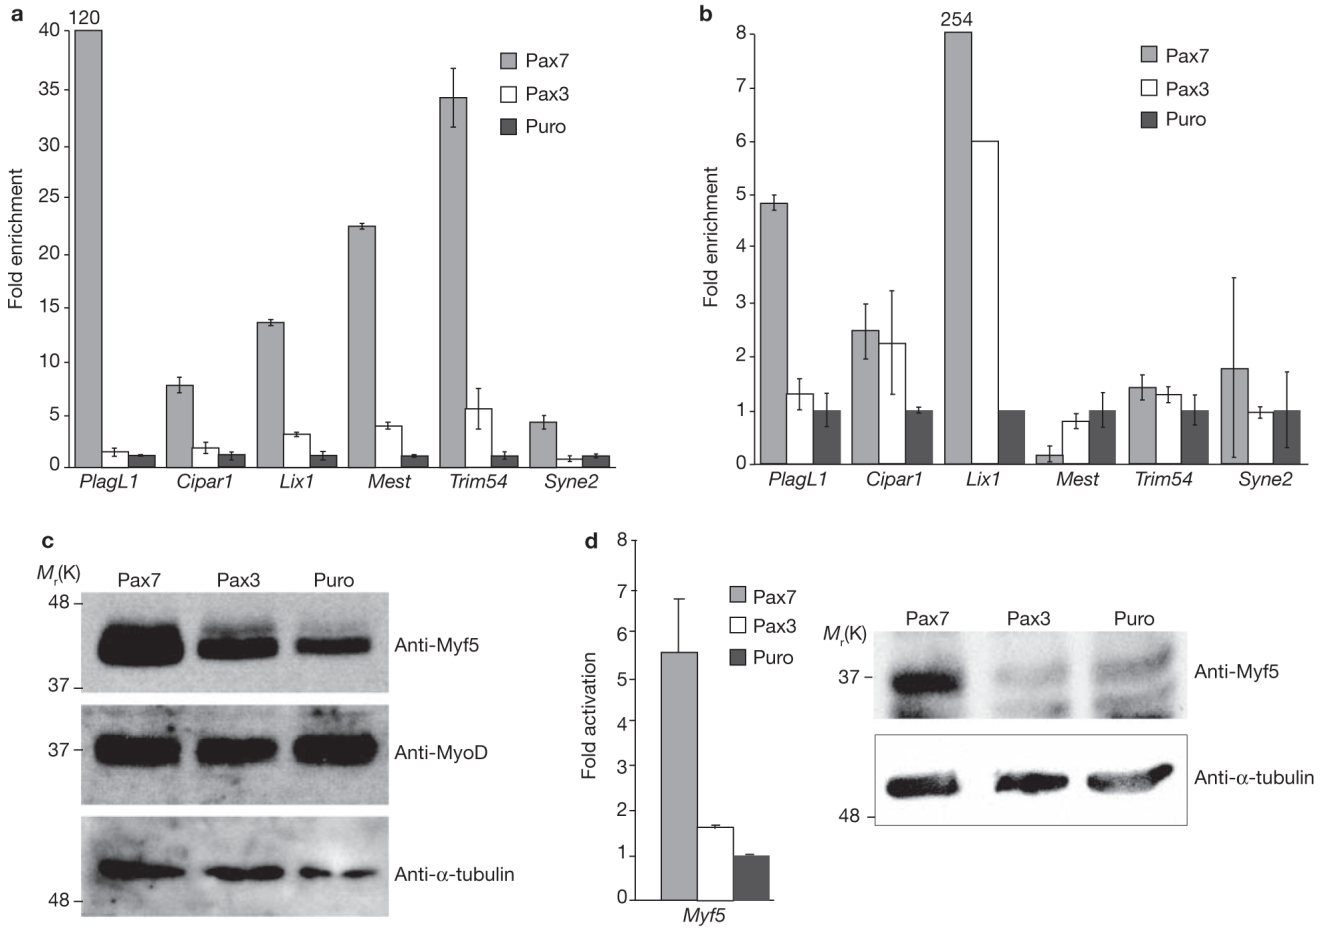 a
120
40
35
30
25
20
15
10
5
0
Fold enrichment
Pax7
Pax3
Puro
PlagL1 Cipar1 Lix1 Mest Trim54 Syne2
b
254
8
7
6
5
4
3
2
1
0
Fold enrichment
Pax7
Pax3
Puro
PlagL1 Cipar1 Lix1 Mest Trim54 Syne2
c
Mr(K)
Pax7 Pax3 Puro
48
37
Anti-Myf5
37
Anti-MyoD
48
Anti-α-tubulin
d
8
7
6
5
4
3
2
1
0
Fold activation
Pax7
Pax3
Puro
Myf5
Mr(K)
Pax7 Pax3 Puro
37
Anti-Myf5
48
Anti-α-tubulin